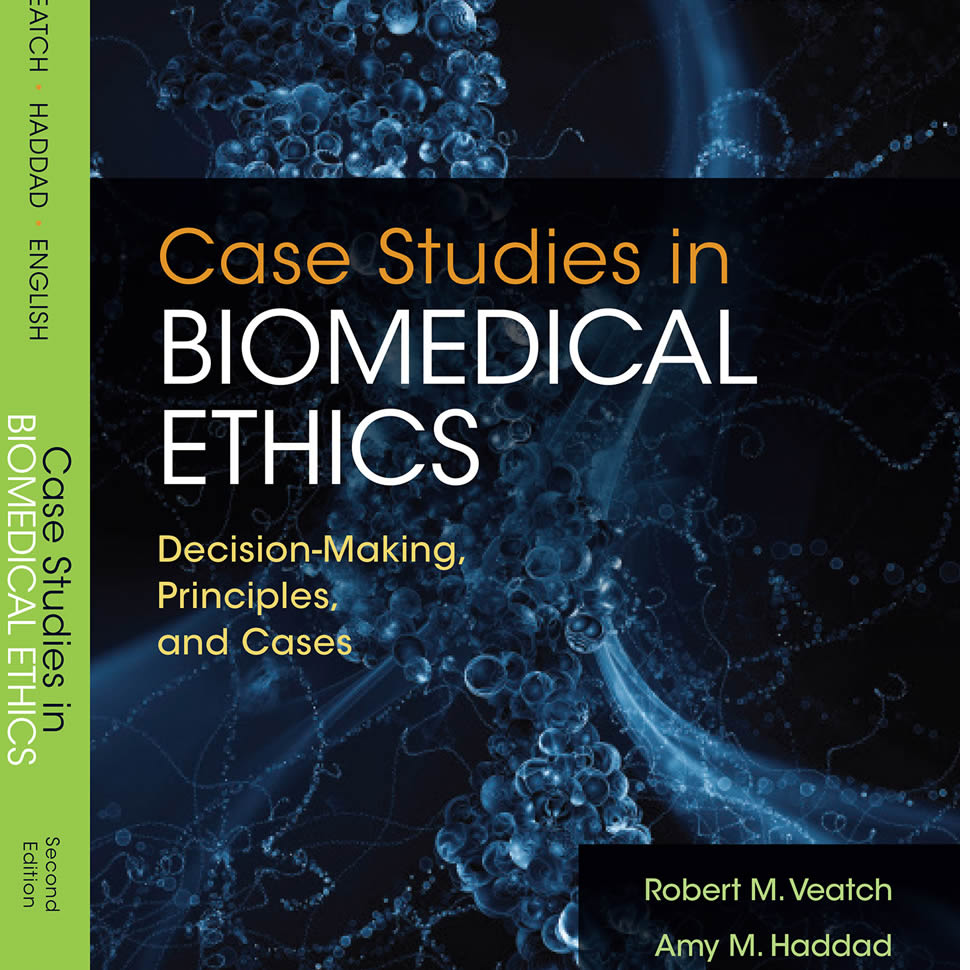 HADDAD · ENGLISH
Case Studies in
BIOMEDICAL ETHICS
Second
Edition
Case Studies in
BIOMEDICAL
ETHICS
Decision-Making,
Principles,
and Cases
Robert M. Veatch
Amy M. Haddad